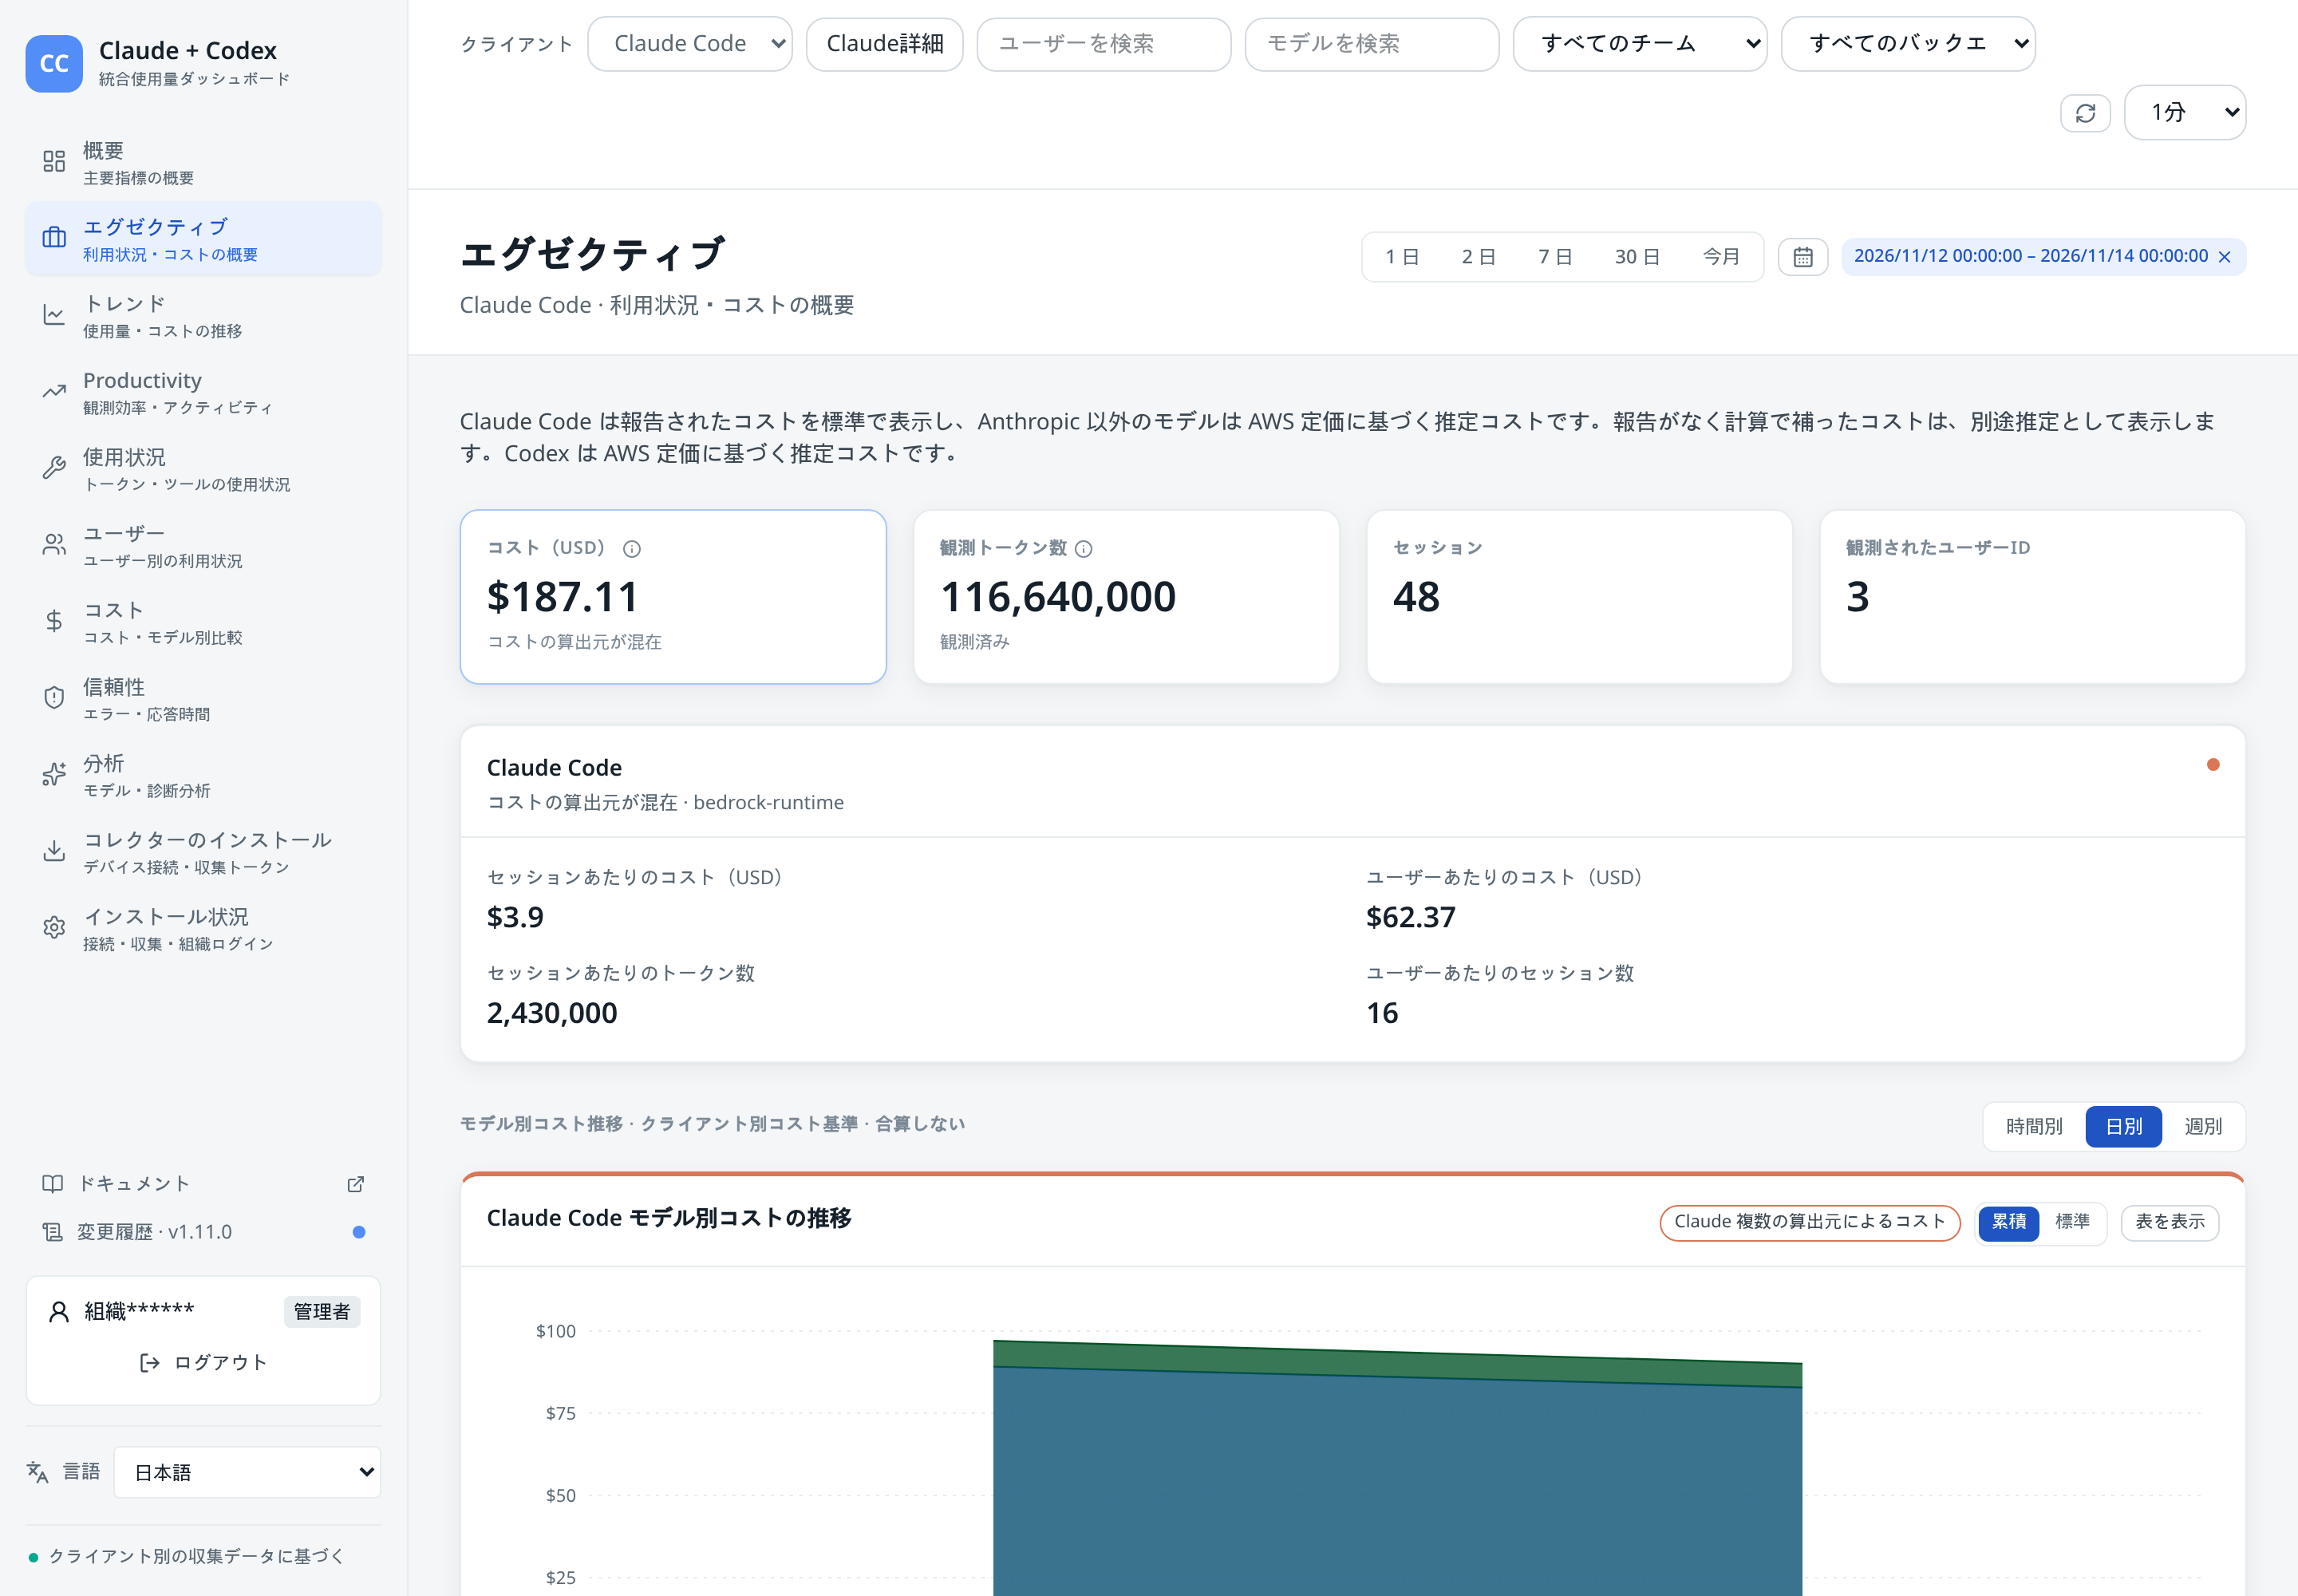 CC
Claude + Codex
統合使用量ダッシュボード
概要
主要指標の概要
エグゼクティブ
利用状況・コストの概要
トレンド
使用量・コストの推移
Productivity
観測効率・アクティビティ
使用状況
トークン・ツールの使用状況
ユーザー
ユーザー別の利用状況
コスト
コスト・モデル別比較
信頼性
エラー・応答時間
分析
モデル・診断分析
コレクターのインストール
デバイス接続・収集トークン
インストール状況
接続・収集・組織ログイン
ドキュメント
変更履歴 · v1.11.0
組織******
管理者
ログアウト
言語
日本語
クライアント別の収集データに基づく
クライアント
Claude Code
Claude詳細
ユーザーを検索
モデルを検索
すべてのチーム
すべてのバックエ
1分
エグゼクティブ
Claude Code · 利用状況・コストの概要
1 日
2 日
7 日
30 日
今月
2026/11/12 00:00:00 – 2026/11/14 00:00:00
Claude Code は報告されたコストを標準で表示し、Anthropic 以外のモデルは AWS 定価に基づく推定コストです。報告がなく計算で補ったコストは、別途推定として表示しま
す。Codex は AWS 定価に基づく推定コストです。
コスト（USD）
$187.11
コストの算出元が混在
観測トークン数
116,640,000
観測済み
セッション
48
観測されたユーザーID
3
Claude Code
コストの算出元が混在 · bedrock-runtime
セッションあたりのコスト（USD）
$3.9
ユーザーあたりのコスト（USD）
$62.37
セッションあたりのトークン数
2,430,000
ユーザーあたりのセッション数
16
モデル別コスト推移 · クライアント別コスト基準 · 合算しない
時間別
日別
週別
Claude Code モデル別コストの推移
Claude 複数の算出元によるコスト
累積
標準
表を表示
$100
$75
$50
$25